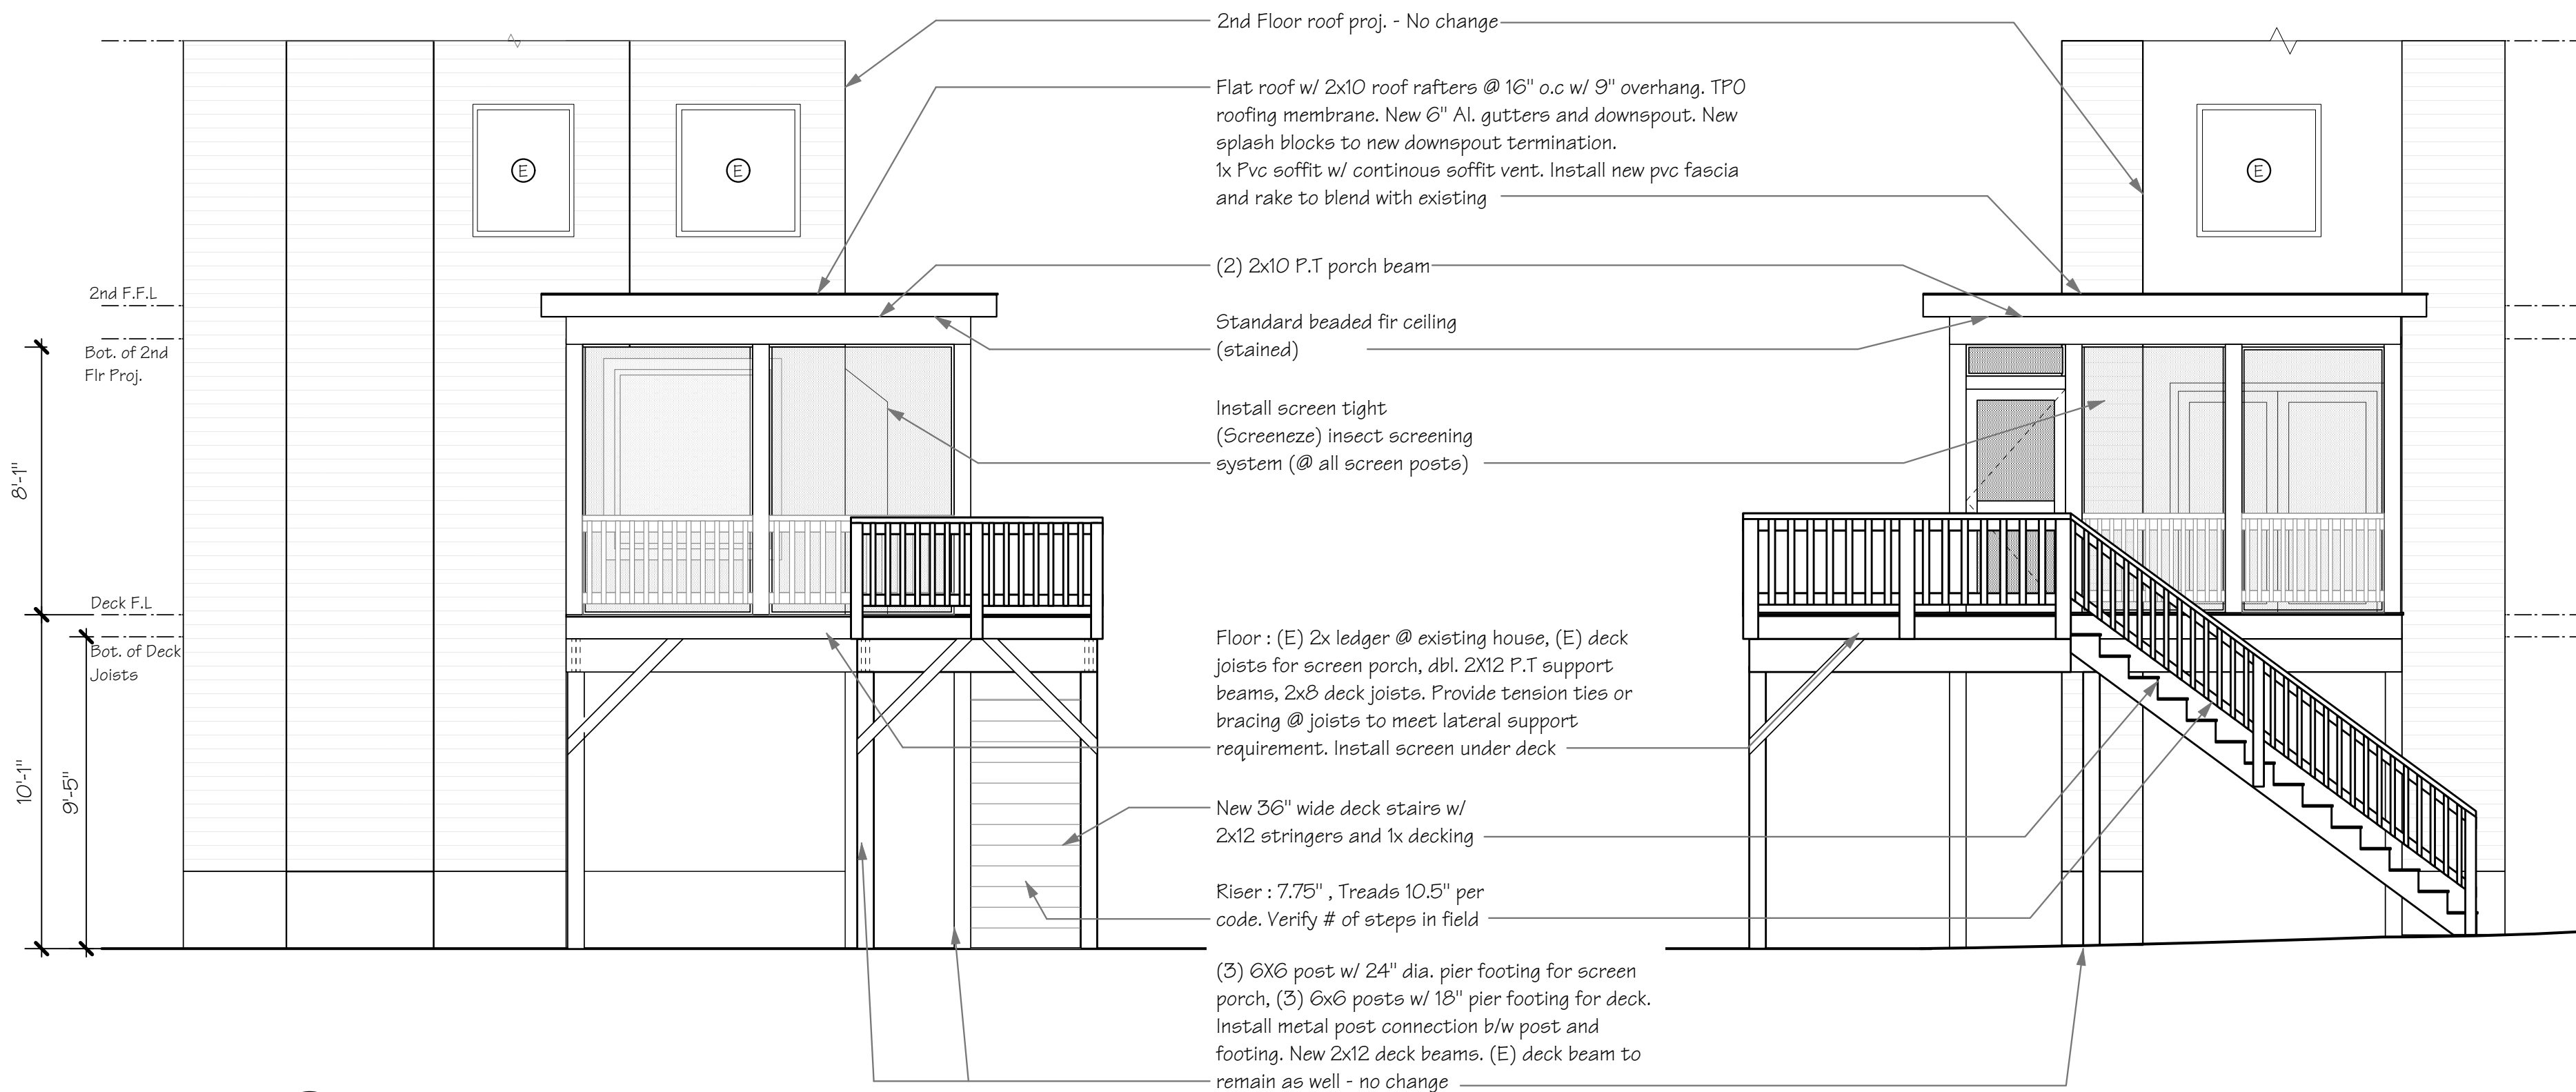 2nd Floor roof proj. - No change
Flat roof w/ 2x10 roof rafters @ 16" o.c w/ 9" overhang. TPO
roofing membrane. New 6" Al. gutters and downspout. New
splash blocks to new downspout termination.
1x Pvc soffit w/ continous soffit vent. Install new pvc fascia
and rake to blend with existing
E
E
E
(2) 2x10 P.T porch beam
2nd F.F.L
Standard beaded fir ceiling
(stained)
Bot. of 2nd
Flr Proj.
Install screen tight
(Screeneze) insect screening
system (@ all screen posts)
8'-1"
Deck F.L
Bot. of Deck
Joists
Floor : (E) 2x ledger @ existing house, (E) deck
joists for screen porch, dbl. 2X12 P.T support
beams, 2x8 deck joists. Provide tension ties or
bracing @ joists to meet lateral support
requirement. Install screen under deck
10'-1"
9'-5"
New 36" wide deck stairs w/
2x12 stringers and 1x decking
Riser : 7.75" , Treads 10.5" per
code. Verify # of steps in field
(3) 6X6 post w/ 24" dia. pier footing for screen
porch, (3) 6x6 posts w/ 18" pier footing for deck.
Install metal post connection b/w post and
footing. New 2x12 deck beams. (E) deck beam to
remain as well - no change